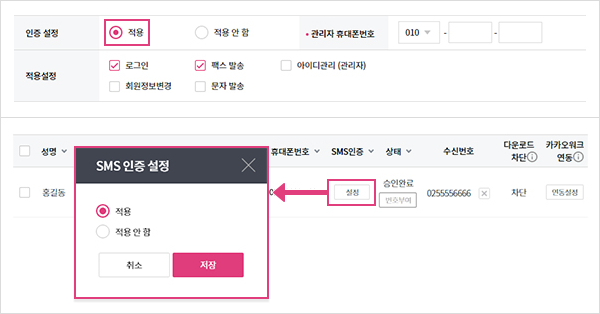 인증 설정 적용 적용 안 함 • 관리자 휴대폰번호 010 - -
적용설정 로그인 팩스 발송 아이디관리 (관리자)
회원정보변경 문자 발송
성명 휴대폰번호 SMS인증 상태 수신번호 다운로드 차단 카카오워크 연동
홍길동 설정 승인완료 번호부여 0255556666 차단 연동설정
SMS 인증 설정
적용
적용 안 함
취소 저장